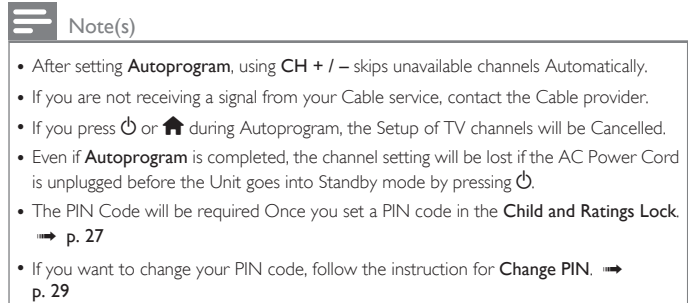 Note(s)
• After setting Autoprogram, using CH + / − skips unavailable channels Automatically.
• If you are not receiving a signal from your Cable service, contact the Cable provider.
• If you press ⏻ or 🏠 during Autoprogram, the Setup of TV channels will be Cancelled.
• Even if Autoprogram is completed, the channel setting will be lost if the AC Power Cord
is unplugged before the Unit goes into Standby mode by pressing ⏻.
• The PIN Code will be required Once you set a PIN code in the Child and Ratings Lock.
➟ p. 27
• If you want to change your PIN code, follow the instruction for Change PIN. ➟
p. 29